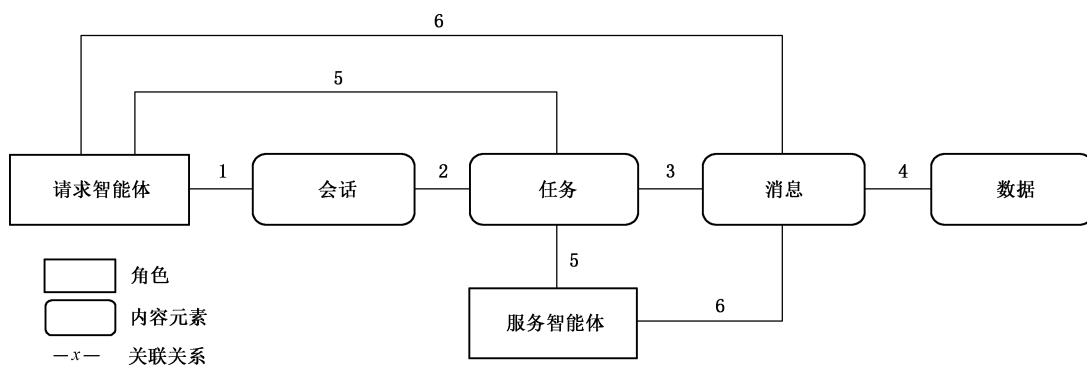 6
5
请求智能体 1 会话 2 任务 3 消息 4 数据
5
服务智能体 6
角色
内容元素
—x— 关联关系